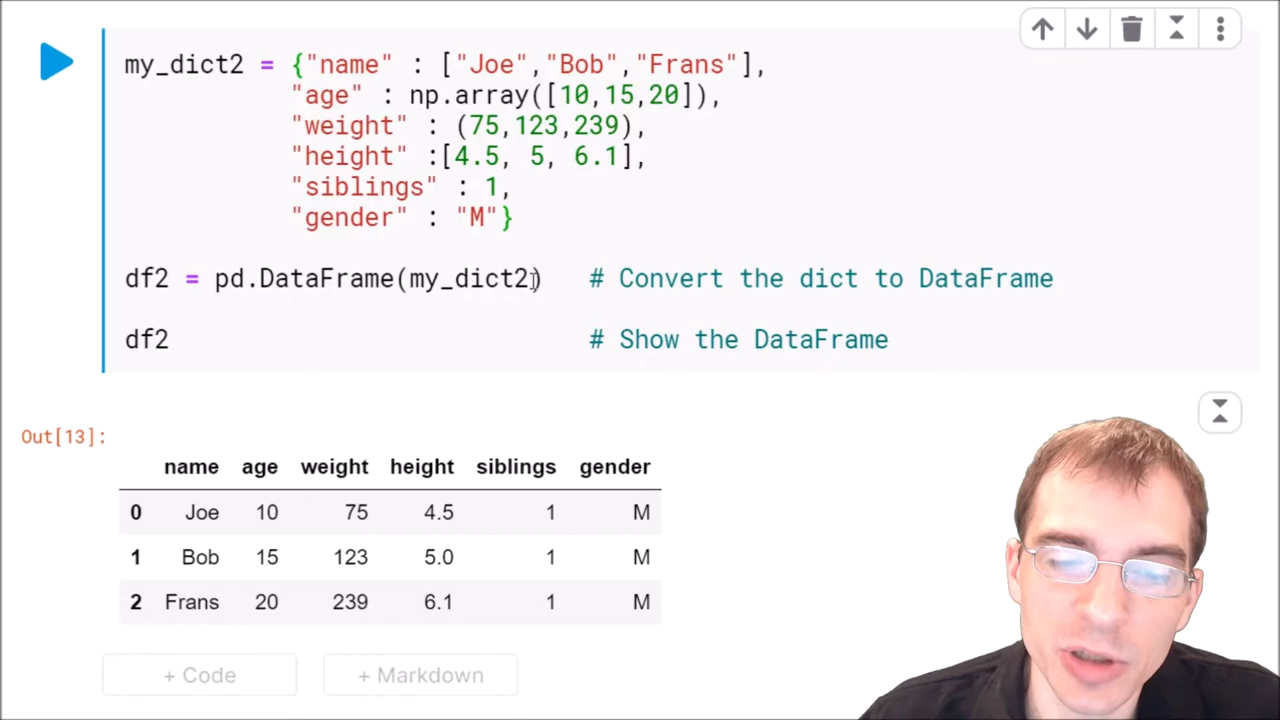 my_dict2 = {"name" : ["Joe","Bob","Frans"],
"age" : np.array([10,15,20]),
"weight" : (75,123,239),
"height" :[4.5, 5, 6.1],
"siblings" : 1,
"gender" : "M"}
df2 = pd.DataFrame(my_dict2) # Convert the dict to DataFrame
df2 # Show the DataFrame
Out[13]:
name age weight height siblings gender
0 Joe 10 75 4.5 1 M
1 Bob 15 123 5.0 1 M
2 Frans 20 239 6.1 1 M
+ Code + Markdown